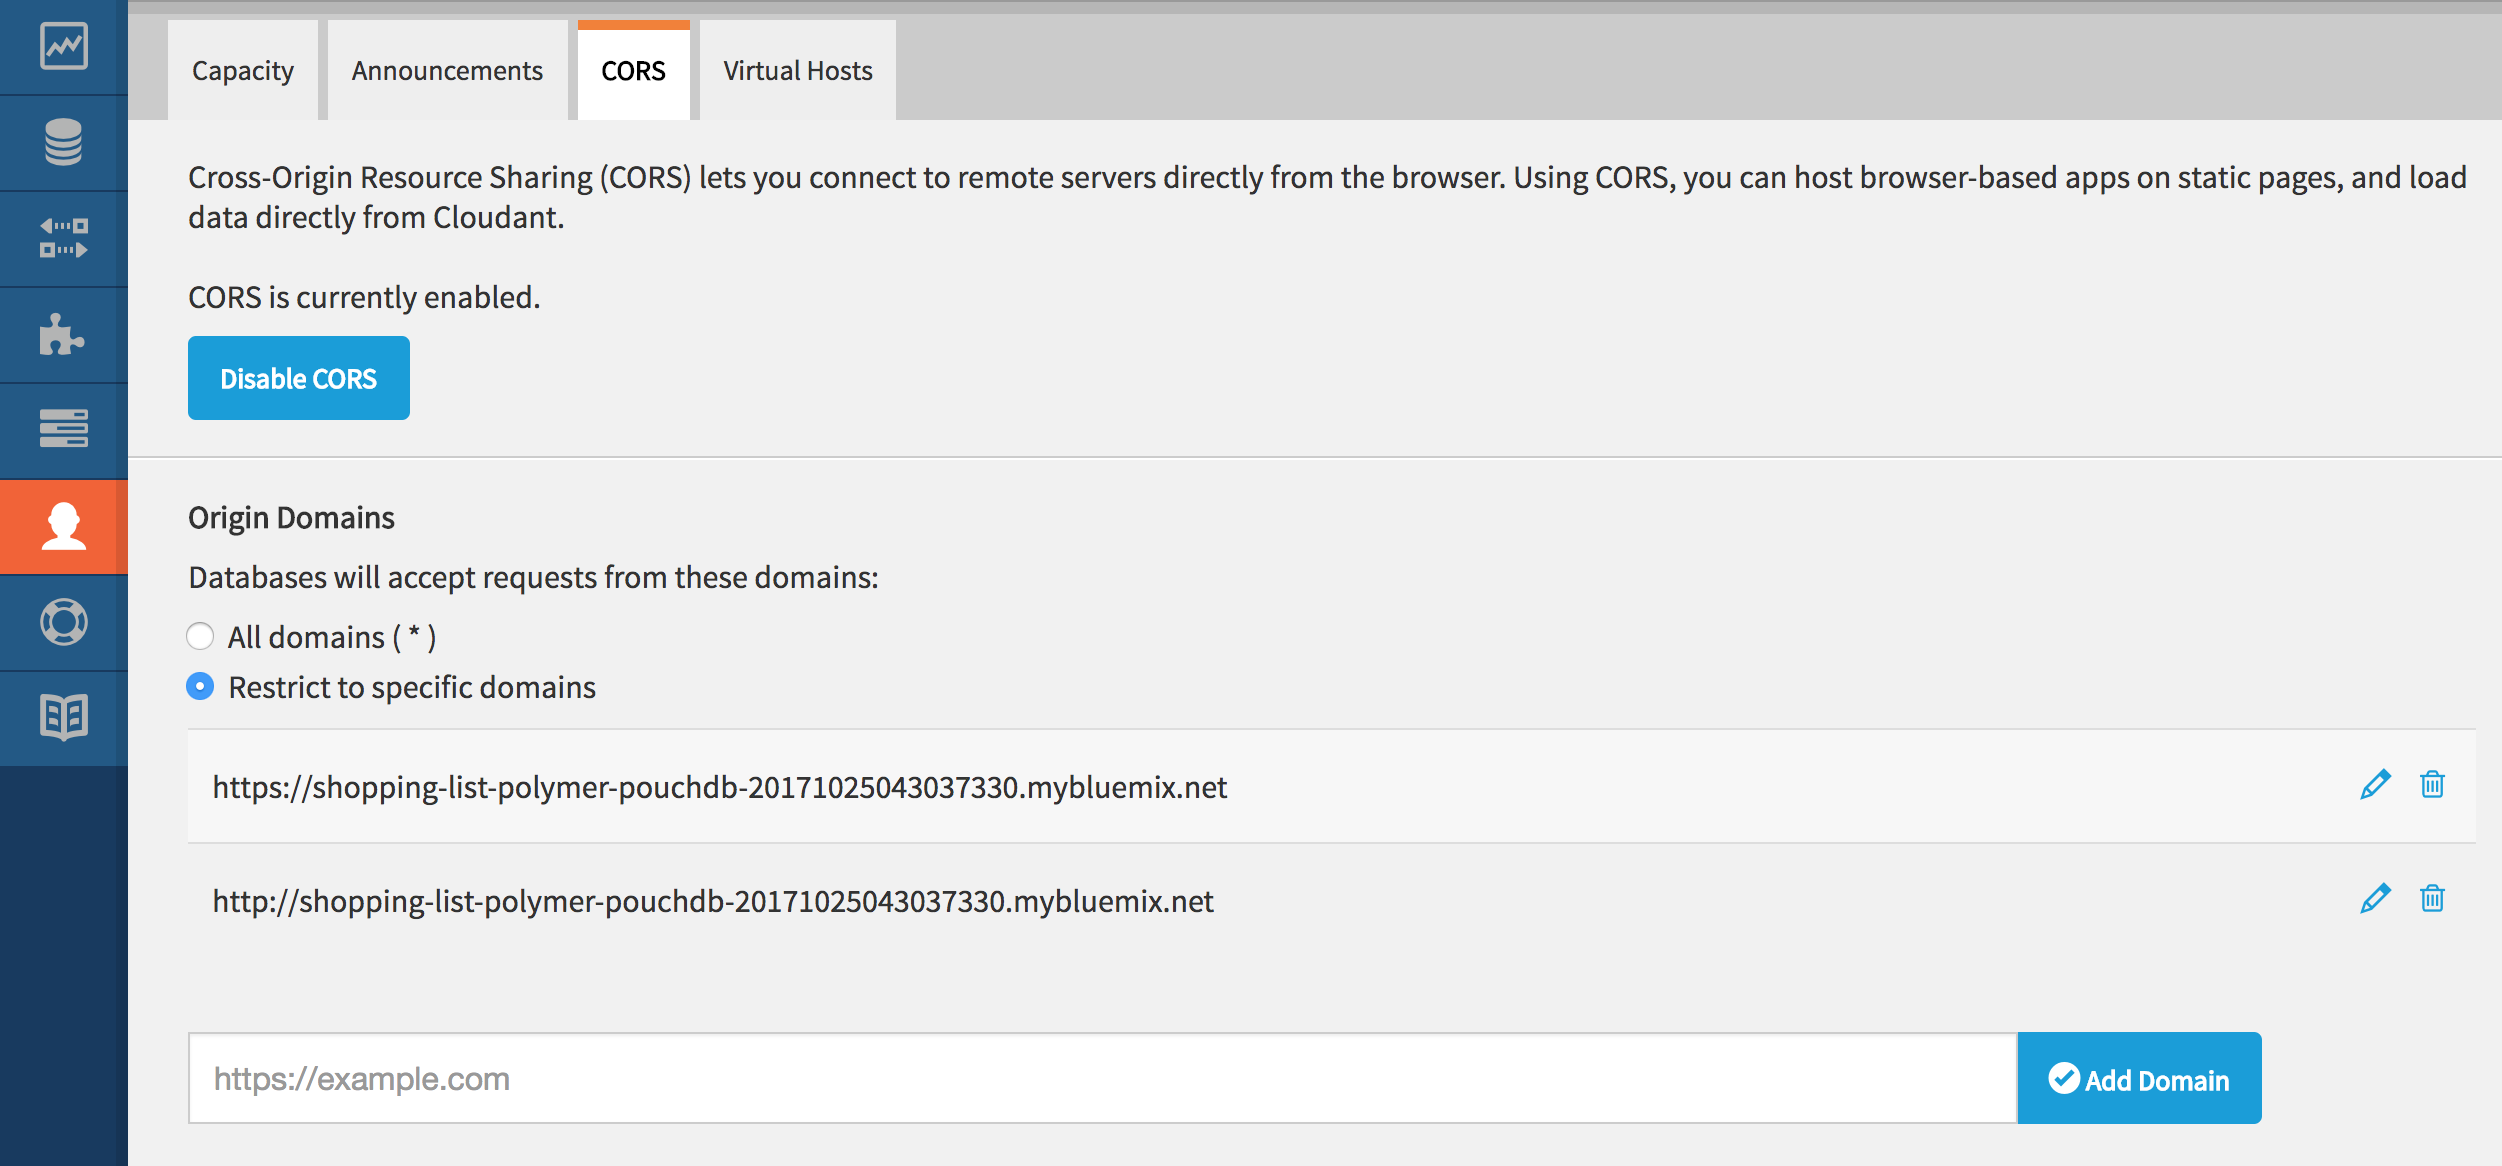 Capacity
Announcements
CORS
Virtual Hosts
Cross-Origin Resource Sharing (CORS) lets you connect to remote servers directly from the browser. Using CORS, you can host browser-based apps on static pages, and load
data directly from Cloudant.
CORS is currently enabled.
Disable CORS
Origin Domains
Databases will accept requests from these domains:
All domains ( * )
Restrict to specific domains
https://shopping-list-polymer-pouchdb-20171025043037330.mybluemix.net
http://shopping-list-polymer-pouchdb-20171025043037330.mybluemix.net
https://example.com
Add Domain